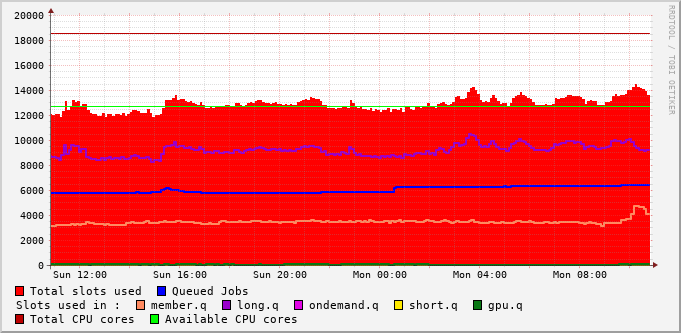 20000
18000
16000
14000
12000
10000
8000
6000
4000
2000
0
Sun 12:00 Sun 16:00 Sun 20:00 Mon 00:00 Mon 04:00 Mon 08:00
Total slots used Queued Jobs
Slots used in : member.q long.q ondemand.q short.q gpu.q
Total CPU cores Available CPU cores
RRDTOOL / TOBI OETIKER